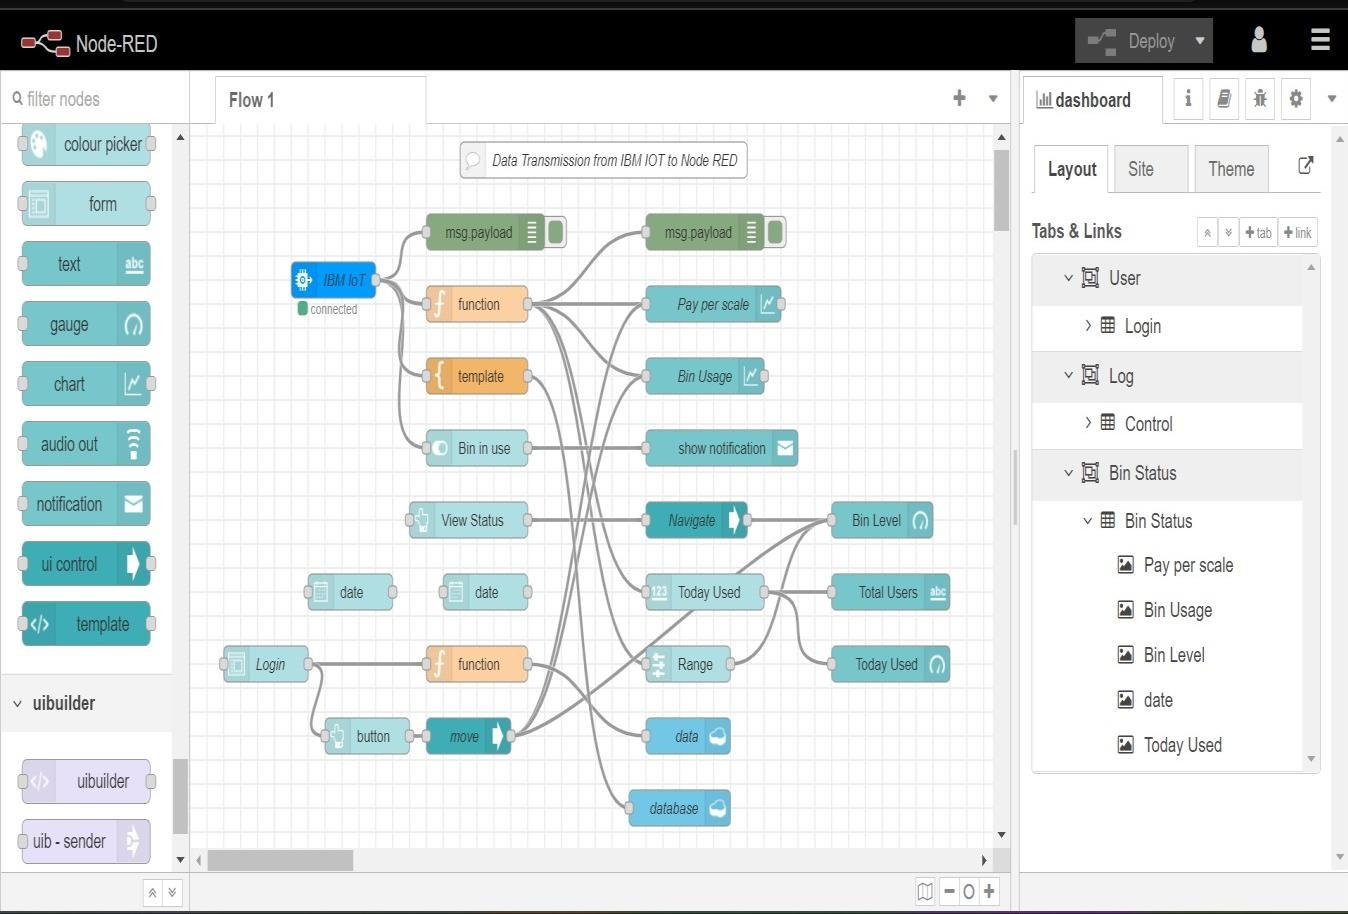 Node-RED
Deploy
filter nodes
Flow 1
dashboard
colour picker
form
text
abc
gauge
chart
audio out
notification
ui control
template
uibuilder
uibuilder
uib - sender
Data Transmission from IBM IOT to Node RED
msg.payload
msg.payload
IBM IoT
connected
function
Pay per scale
template
Bin Usage
Bin in use
show notification
View Status
Navigate
Bin Level
date
date
123
Today Used
Total Users
abc
Login
function
Range
Today Used
button
move
data
database
Layout
Site
Theme
Tabs & Links
tab
link
User
Login
Log
Control
Bin Status
Bin Status
Pay per scale
Bin Usage
Bin Level
date
Today Used